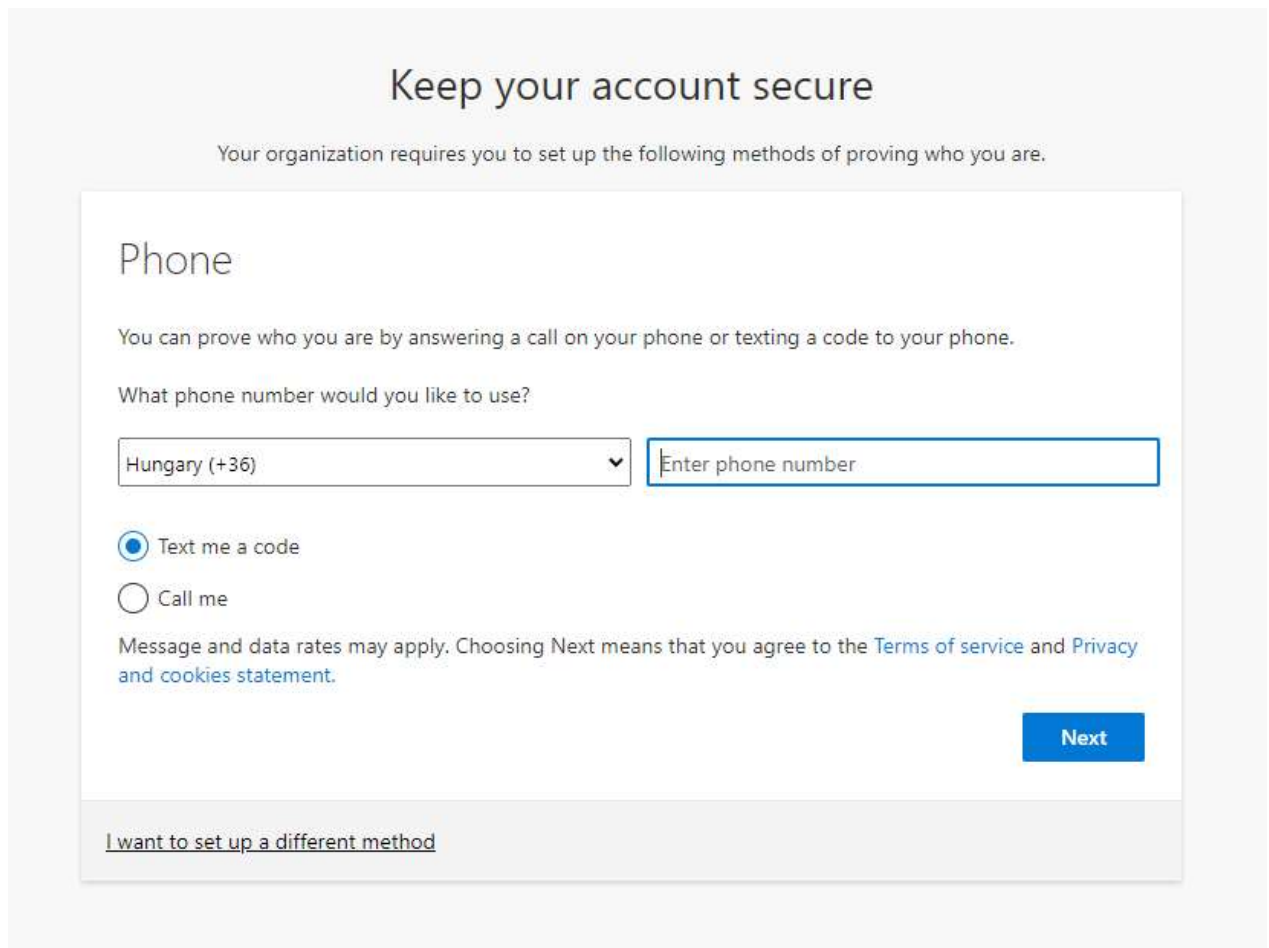 Keep your account secure
Your organization requires you to set up the following methods of proving who you are.
Phone
You can prove who you are by answering a call on your phone or texting a code to your phone.
What phone number would you like to use?
Hungary (+36)
Enter phone number
Text me a code
Call me
Message and data rates may apply. Choosing Next means that you agree to the Terms of service and Privacy
and cookies statement.
Next
I want to set up a different method